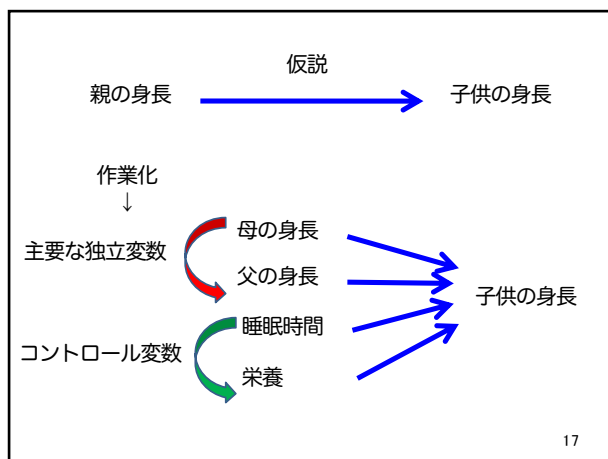 仮説
親の身長
子供の身長
作業化
↓
主要な独立変数
母の身長
父の身長
子供の身長
コントロール変数
睡眠時間
栄養
17